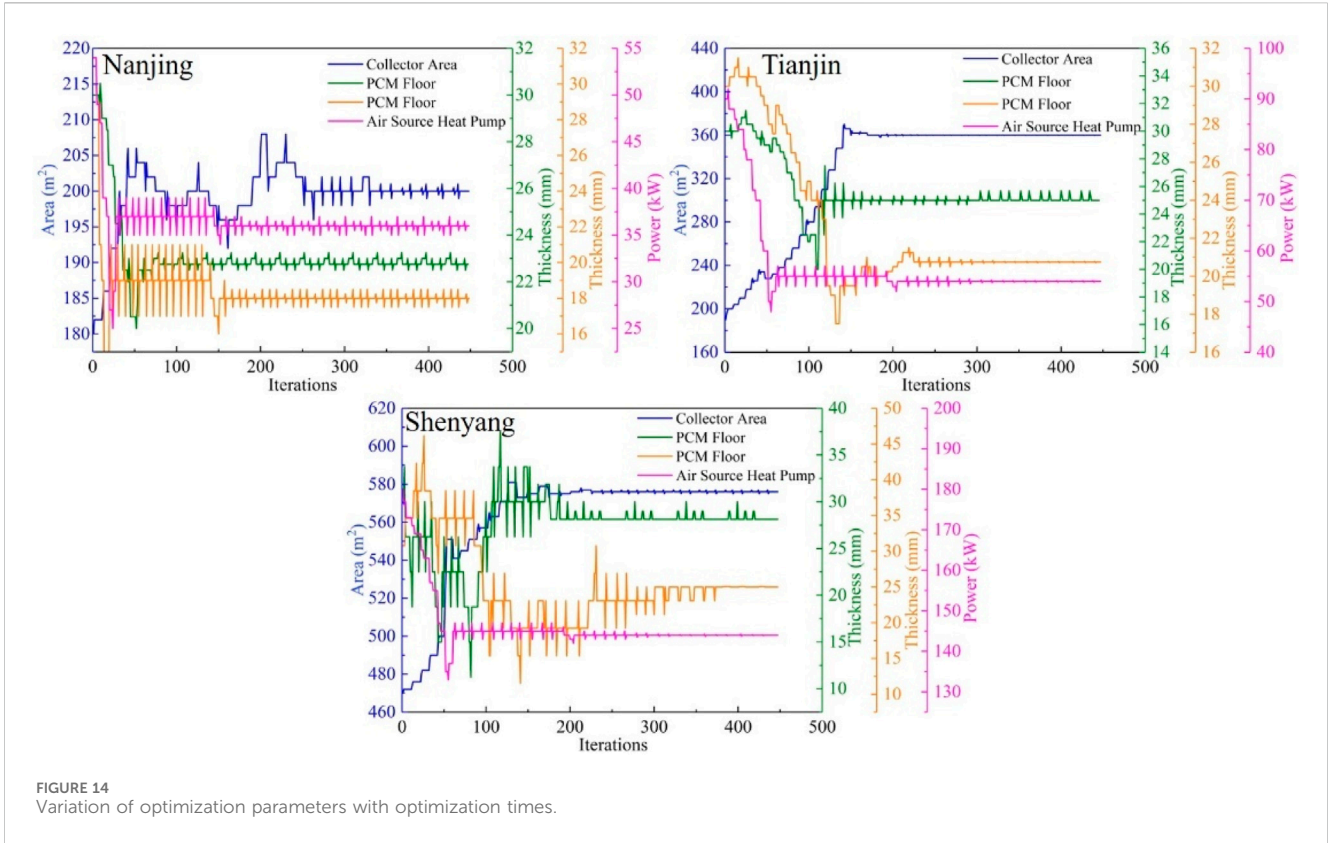 Nanjing
Collector Area
PCM Floor
PCM Floor
Air Source Heat Pump
220
215
210
205
200
195
190
185
180
Area (m²)
0 100 200 300 400 500
Iterations
32
30
28
26
24
22
20
Thickness (mm)
32
30
28
26
24
22
20
18
16
Thickness (mm)
55
50
45
40
35
30
25
Power (kW)
Tianjin
Collector Area
PCM Floor
PCM Floor
Air Source Heat Pump
440
400
360
320
280
240
200
160
Area (m²)
0 100 200 300 400 500
Iterations
36
34
32
30
28
26
24
22
20
18
16
14
Thickness (mm)
32
30
28
26
24
22
20
18
16
Thickness (mm)
100
90
80
70
60
50
40
Power (kW)
Shenyang
Collector Area
PCM Floor
PCM Floor
Air Source Heat Pump
620
600
580
560
540
520
500
480
460
Area (m²)
0 100 200 300 400 500
Iterations
40
35
30
25
20
15
10
Thickness (mm)
50
45
40
35
30
25
20
15
10
Thickness (mm)
200
190
180
170
160
150
140
130
Power (kW)
FIGURE 14
Variation of optimization parameters with optimization times.